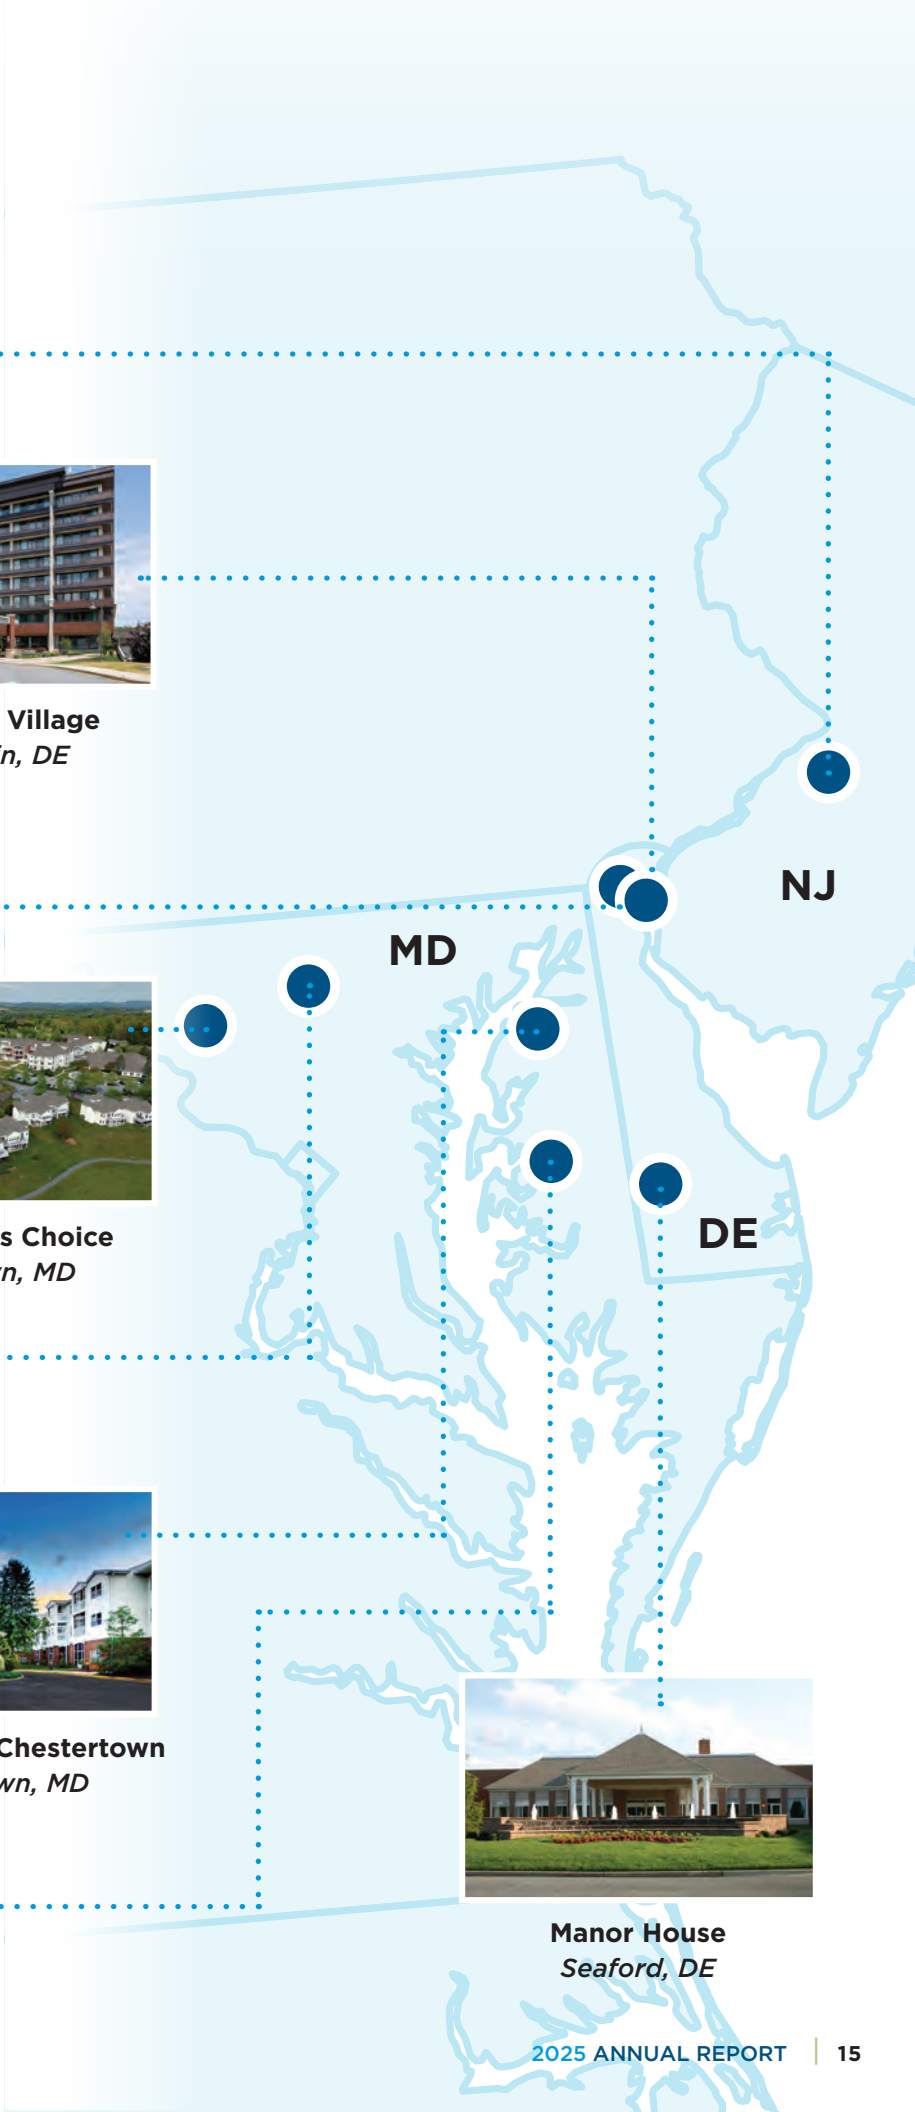 Village
n, DE
NJ
MD
s Choice
n, MD
DE
Chestertown
wn, MD
Manor House
Seaford, DE
2025 ANNUAL REPORT | 15